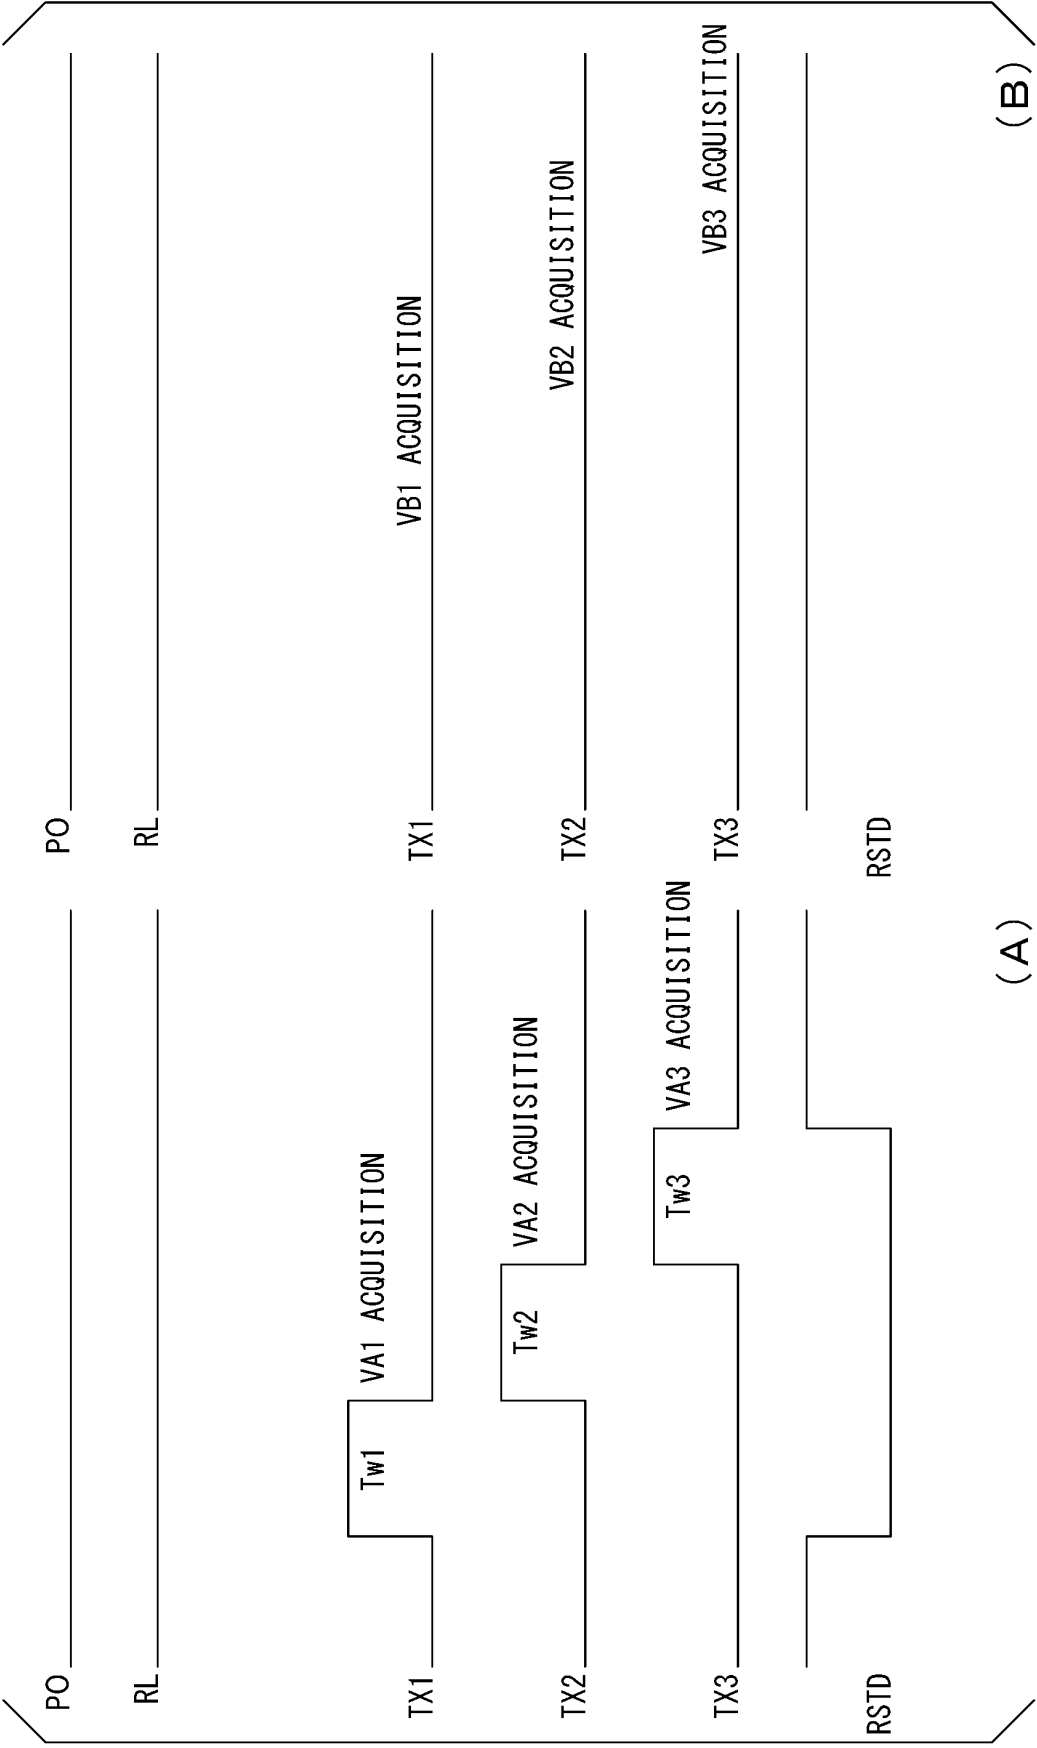 PO
RL
TX1
Tw1
VA1 ACQUISITION
TX2
Tw2
VA2 ACQUISITION
TX3
Tw3
VA3 ACQUISITION
RSTD
(A)
PO
RL
TX1
VB1 ACQUISITION
TX2
VB2 ACQUISITION
TX3
VB3 ACQUISITION
RSTD
(B)